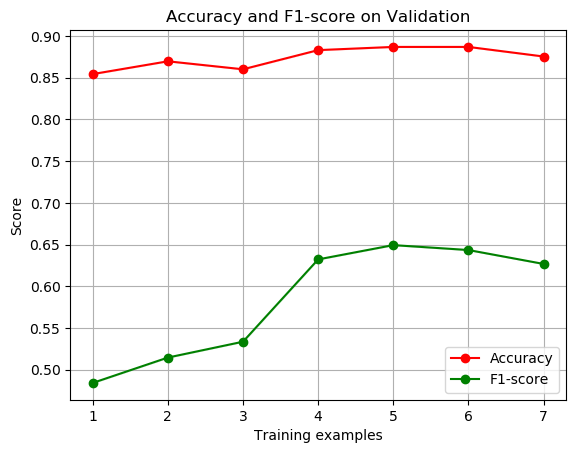 Accuracy and F1-score on Validation
0.90
0.85
0.80
0.75
0.70
0.65
0.60
0.55
0.50
Score
Accuracy
F1-score
1 2 3 4 5 6 7
Training examples